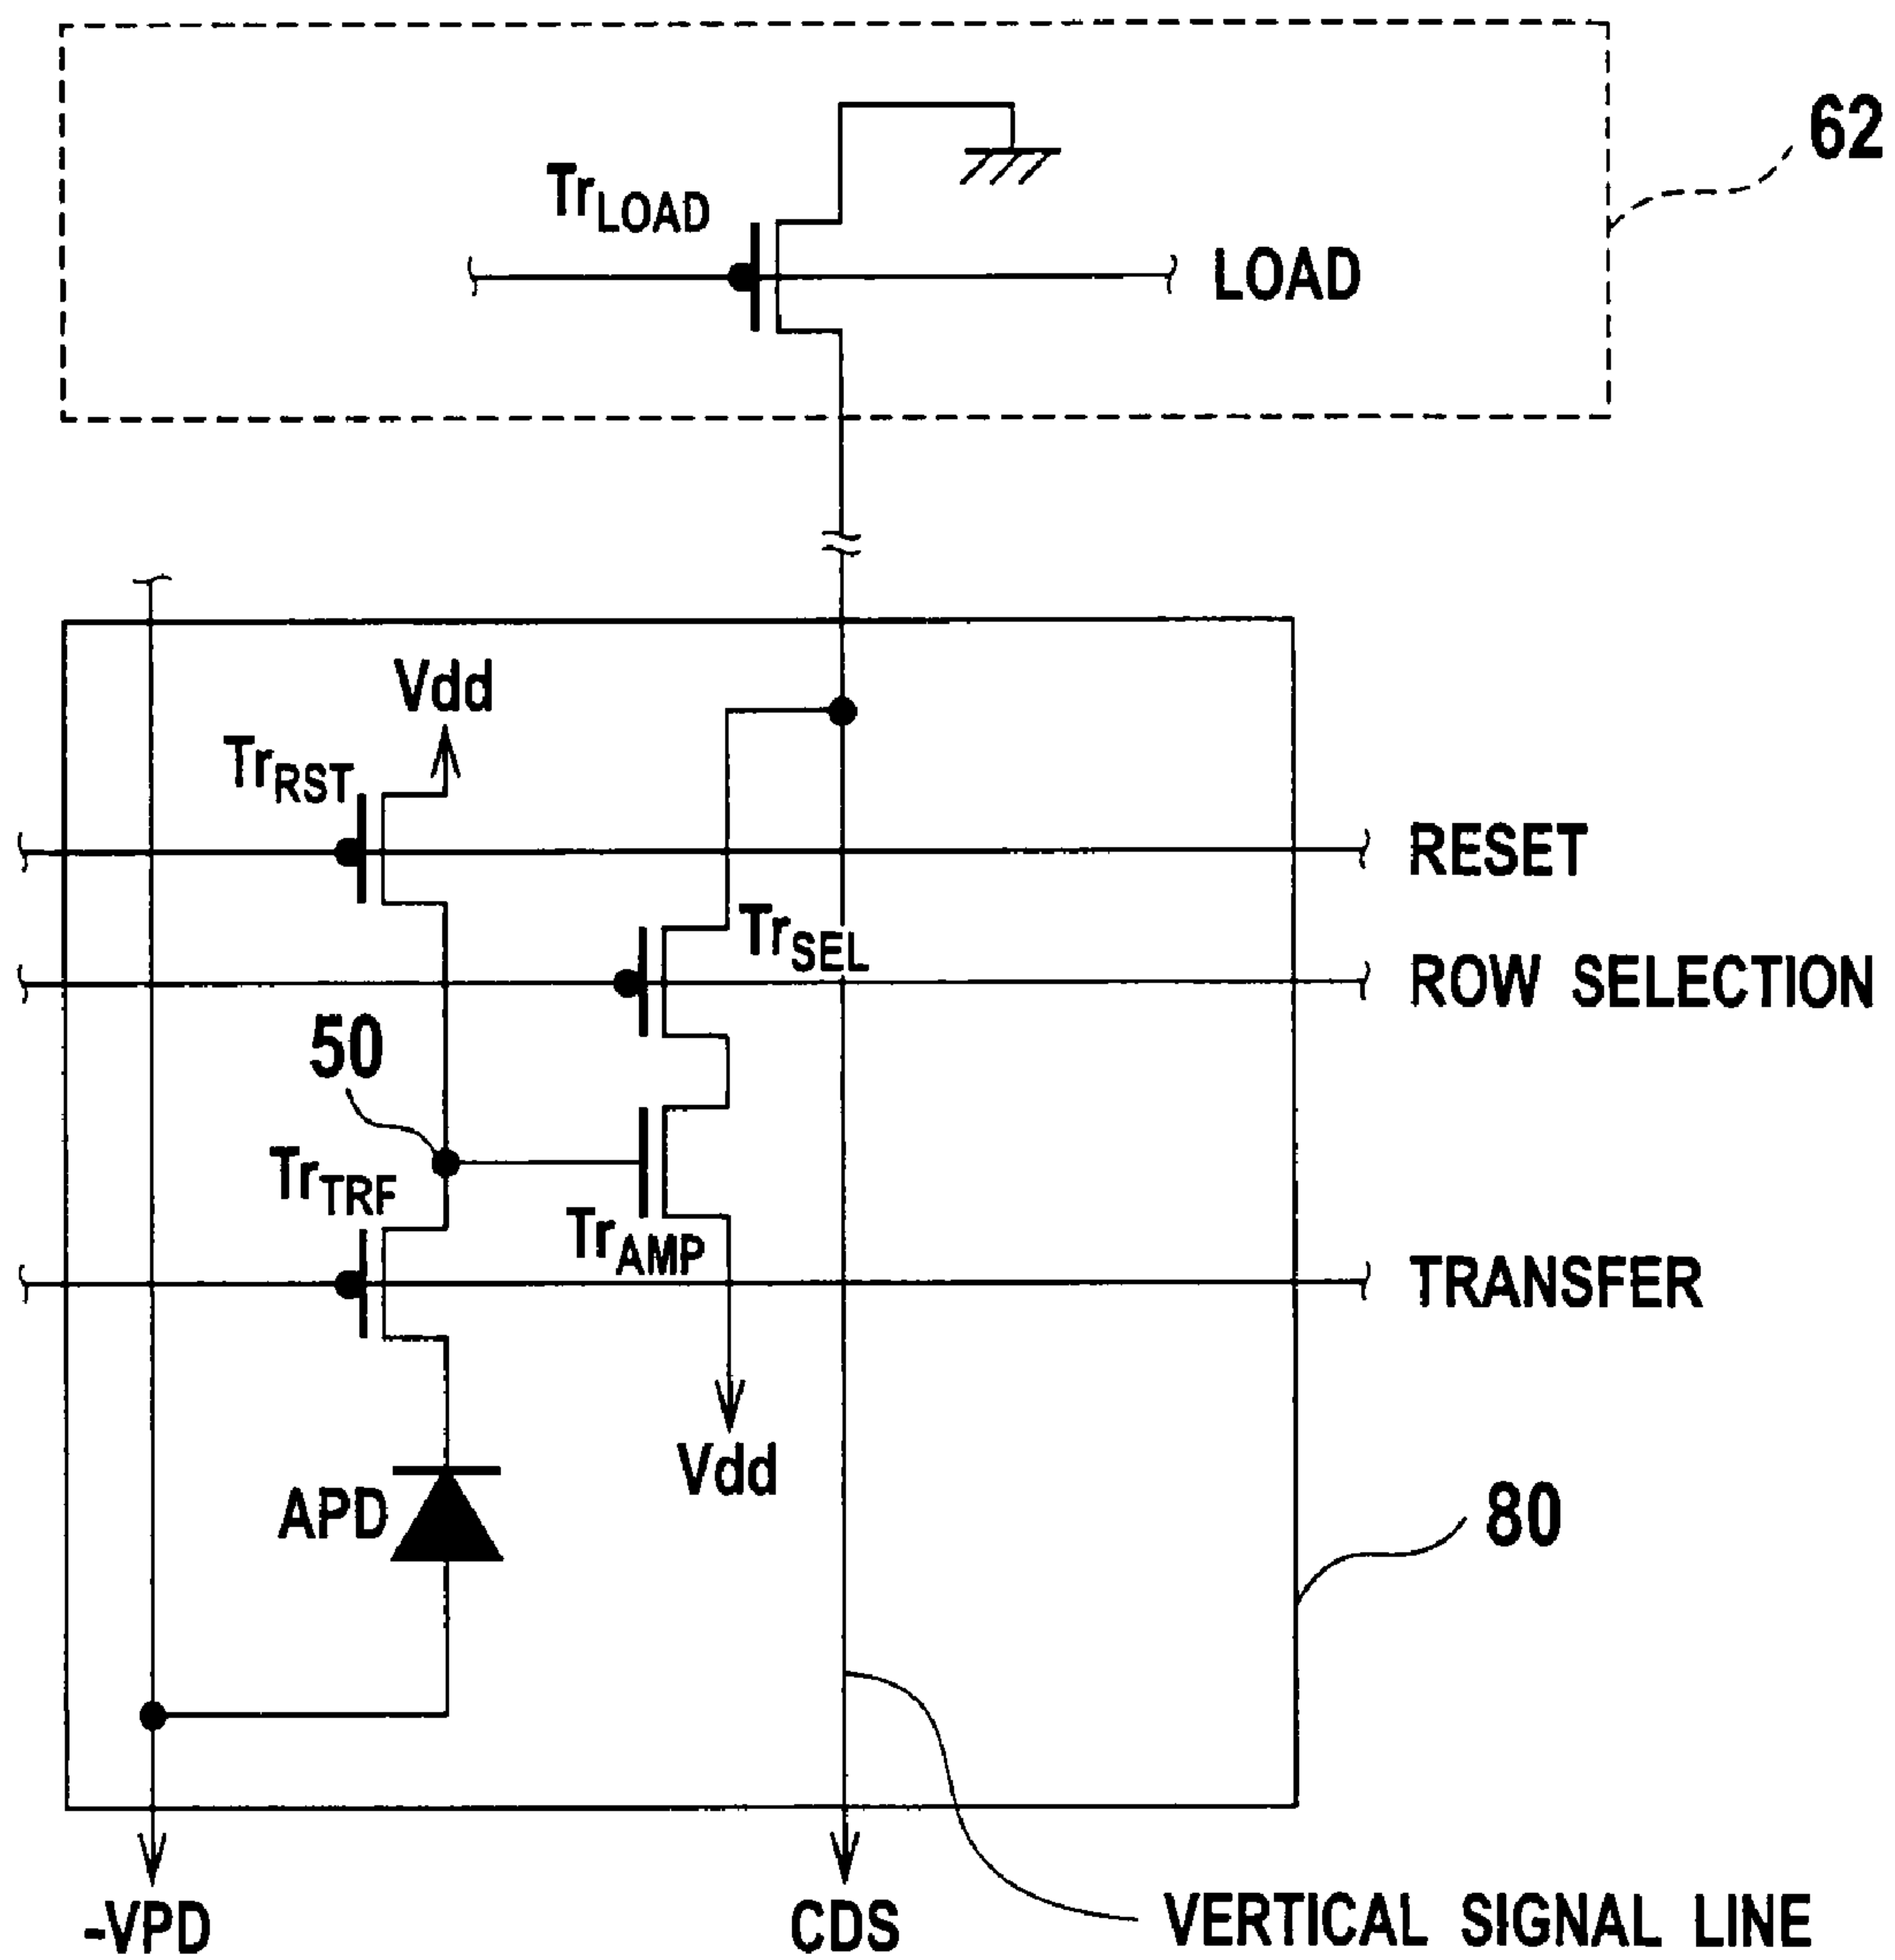 62
TrLOAD
LOAD
Vdd
TrRST
RESET
TrSEL
ROW SELECTION
50
TrTRF
TrAMP
TRANSFER
Vdd
APD
80
-VPD
CDS
VERTICAL SIGNAL LINE